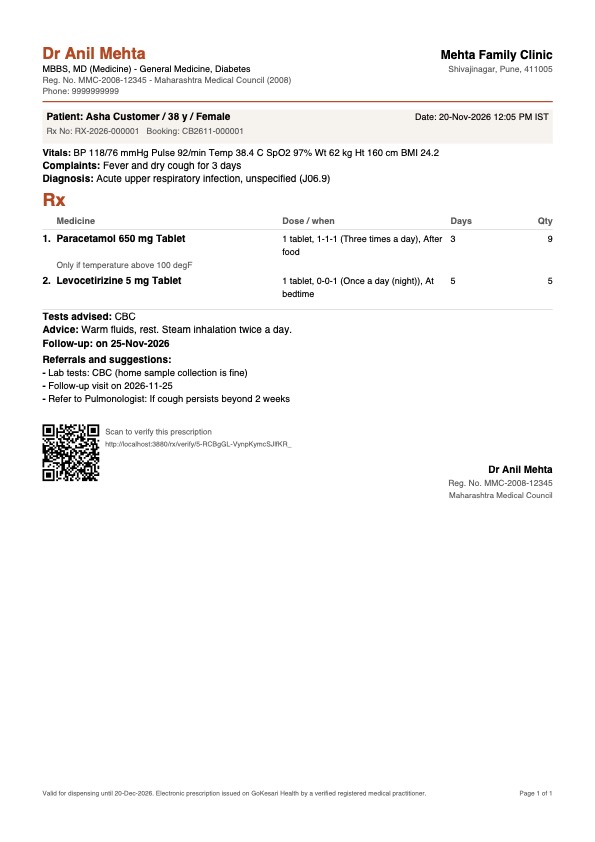 Dr Anil Mehta
Mehta Family Clinic
MBBS, MD (Medicine) - General Medicine, Diabetes
Shivajinagar, Pune, 411005
Reg. No. MMC-2008-12345 - Maharashtra Medical Council (2008)
Phone: 9999999999
Patient: Asha Customer / 38 y / Female
Date: 20-Nov-2026 12:05 PM IST
Rx No: RX-2026-000001 Booking: CB2611-000001
Vitals: BP 118/76 mmHg Pulse 92/min Temp 38.4 C SpO2 97% Wt 62 kg Ht 160 cm BMI 24.2
Complaints: Fever and dry cough for 3 days
Diagnosis: Acute upper respiratory infection, unspecified (J06.9)
Rx
Medicine Dose / when Days Qty
1. Paracetamol 650 mg Tablet 1 tablet, 1-1-1 (Three times a day), After 3 9
food
Only if temperature above 100 degF
2. Levocetirizine 5 mg Tablet 1 tablet, 0-0-1 (Once a day (night)), At 5 5
bedtime
Tests advised: CBC
Advice: Warm fluids, rest. Steam inhalation twice a day.
Follow-up: on 25-Nov-2026
Referrals and suggestions:
- Lab tests: CBC (home sample collection is fine)
- Follow-up visit on 2026-11-25
- Refer to Pulmonologist: If cough persists beyond 2 weeks
Scan to verify this prescription
http://localhost:3880/rx/verify/5-RCBgGL-VynpKymcSJlfKR_
Dr Anil Mehta
Reg. No. MMC-2008-12345
Maharashtra Medical Council
Valid for dispensing until 20-Dec-2026. Electronic prescription issued on GoKesari Health by a verified registered medical practitioner.
Page 1 of 1